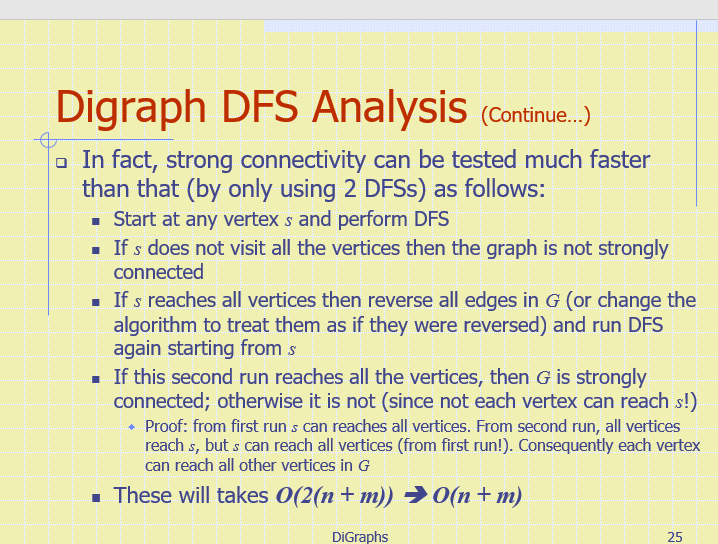 Digraph DFS Analysis (Continue...)
❑ In fact, strong connectivity can be tested much faster
than that (by only using 2 DFSs) as follows:
■ Start at any vertex s and perform DFS
■ If s does not visit all the vertices then the graph is not strongly
connected
■ If s reaches all vertices then reverse all edges in G (or change the
algorithm to treat them as if they were reversed) and run DFS
again starting from s
■ If this second run reaches all the vertices, then G is strongly
connected; otherwise it is not (since not each vertex can reach s!)
◆ Proof: from first run s can reaches all vertices. From second run, all vertices
reach s, but s can reach all vertices (from first run!). Consequently each vertex
can reach all other vertices in G
■ These will takes O(2(n + m)) ➔ O(n + m)
DiGraphs
25